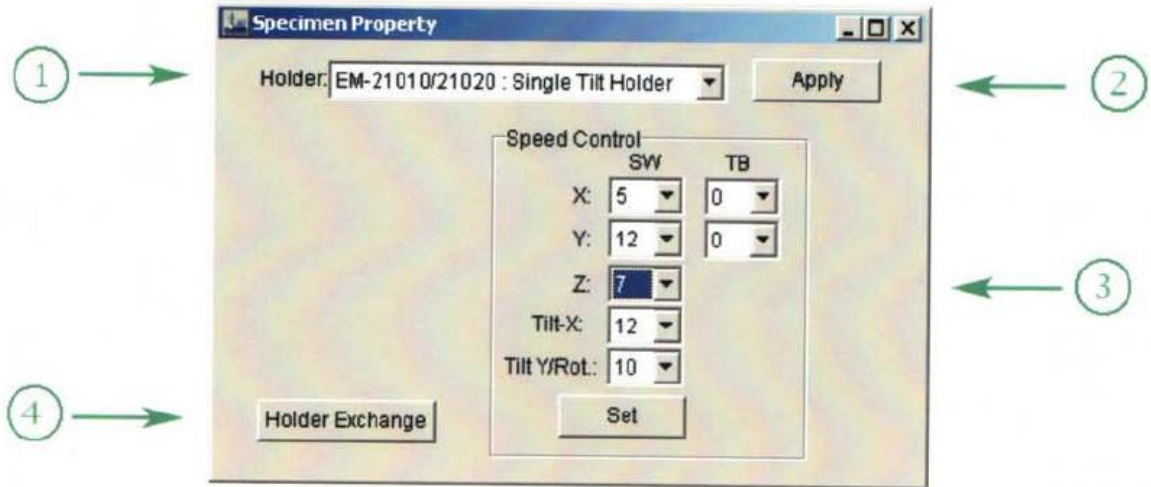 Specimen Property
1 Holder: EM-21010/21020 : Single Tilt Holder Apply 2
Speed Control
SW TB
X: 5 0
Y: 12 0
Z: 7 3
Tilt-X: 12
Tilt Y/Rot.: 10
4 Holder Exchange Set